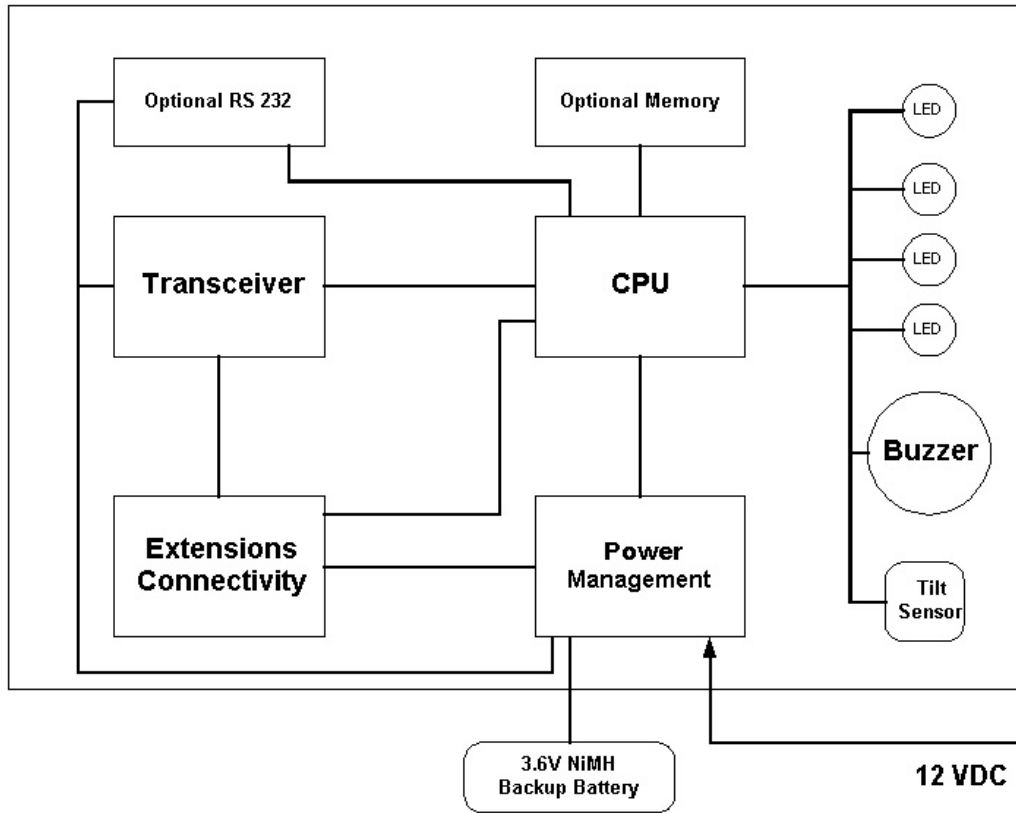 Optional RS 232
Optional Memory
LED
LED
Transceiver
CPU
LED
LED
Buzzer
Extensions
Connectivity
Power
Management
Tilt
Sensor
3.6V NiMH
Backup Battery
12 VDC